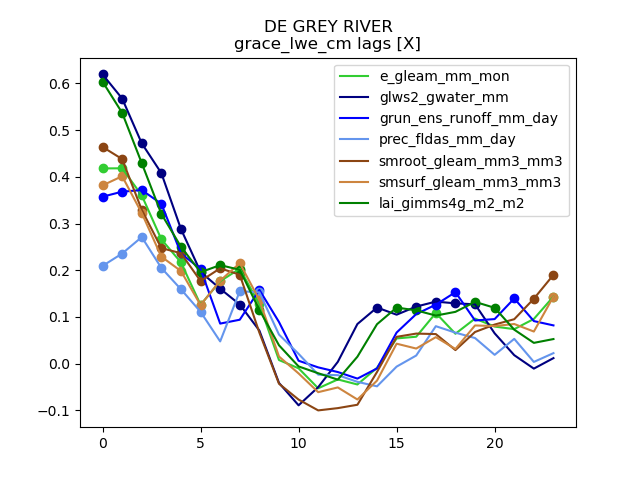 DE GREY RIVER
grace_lwe_cm lags [X]
e_gleam_mm_mon
glws2_gwater_mm
grun_ens_runoff_mm_day
prec_fldas_mm_day
smroot_gleam_mm3_mm3
smsurf_gleam_mm3_mm3
lai_gimms4g_m2_m2
0.6
0.5
0.4
0.3
0.2
0.1
0.0
−0.1
0
5
10
15
20